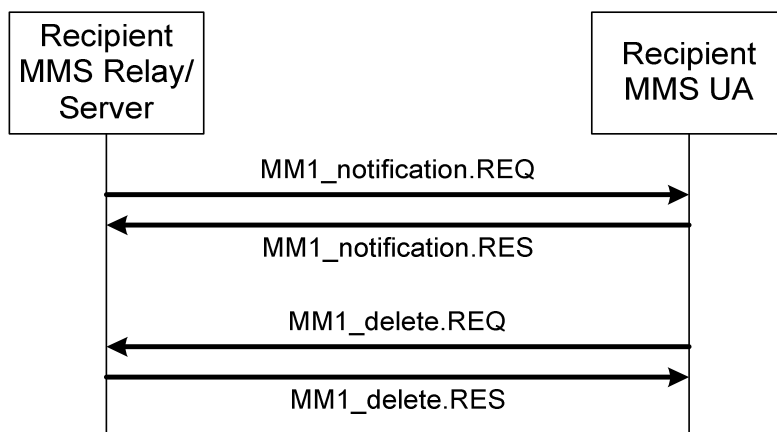 Recipient
MMS Relay/
Server
Recipient
MMS UA
MM1_notification.REQ
MM1_notification.RES
MM1_delete.REQ
MM1_delete.RES